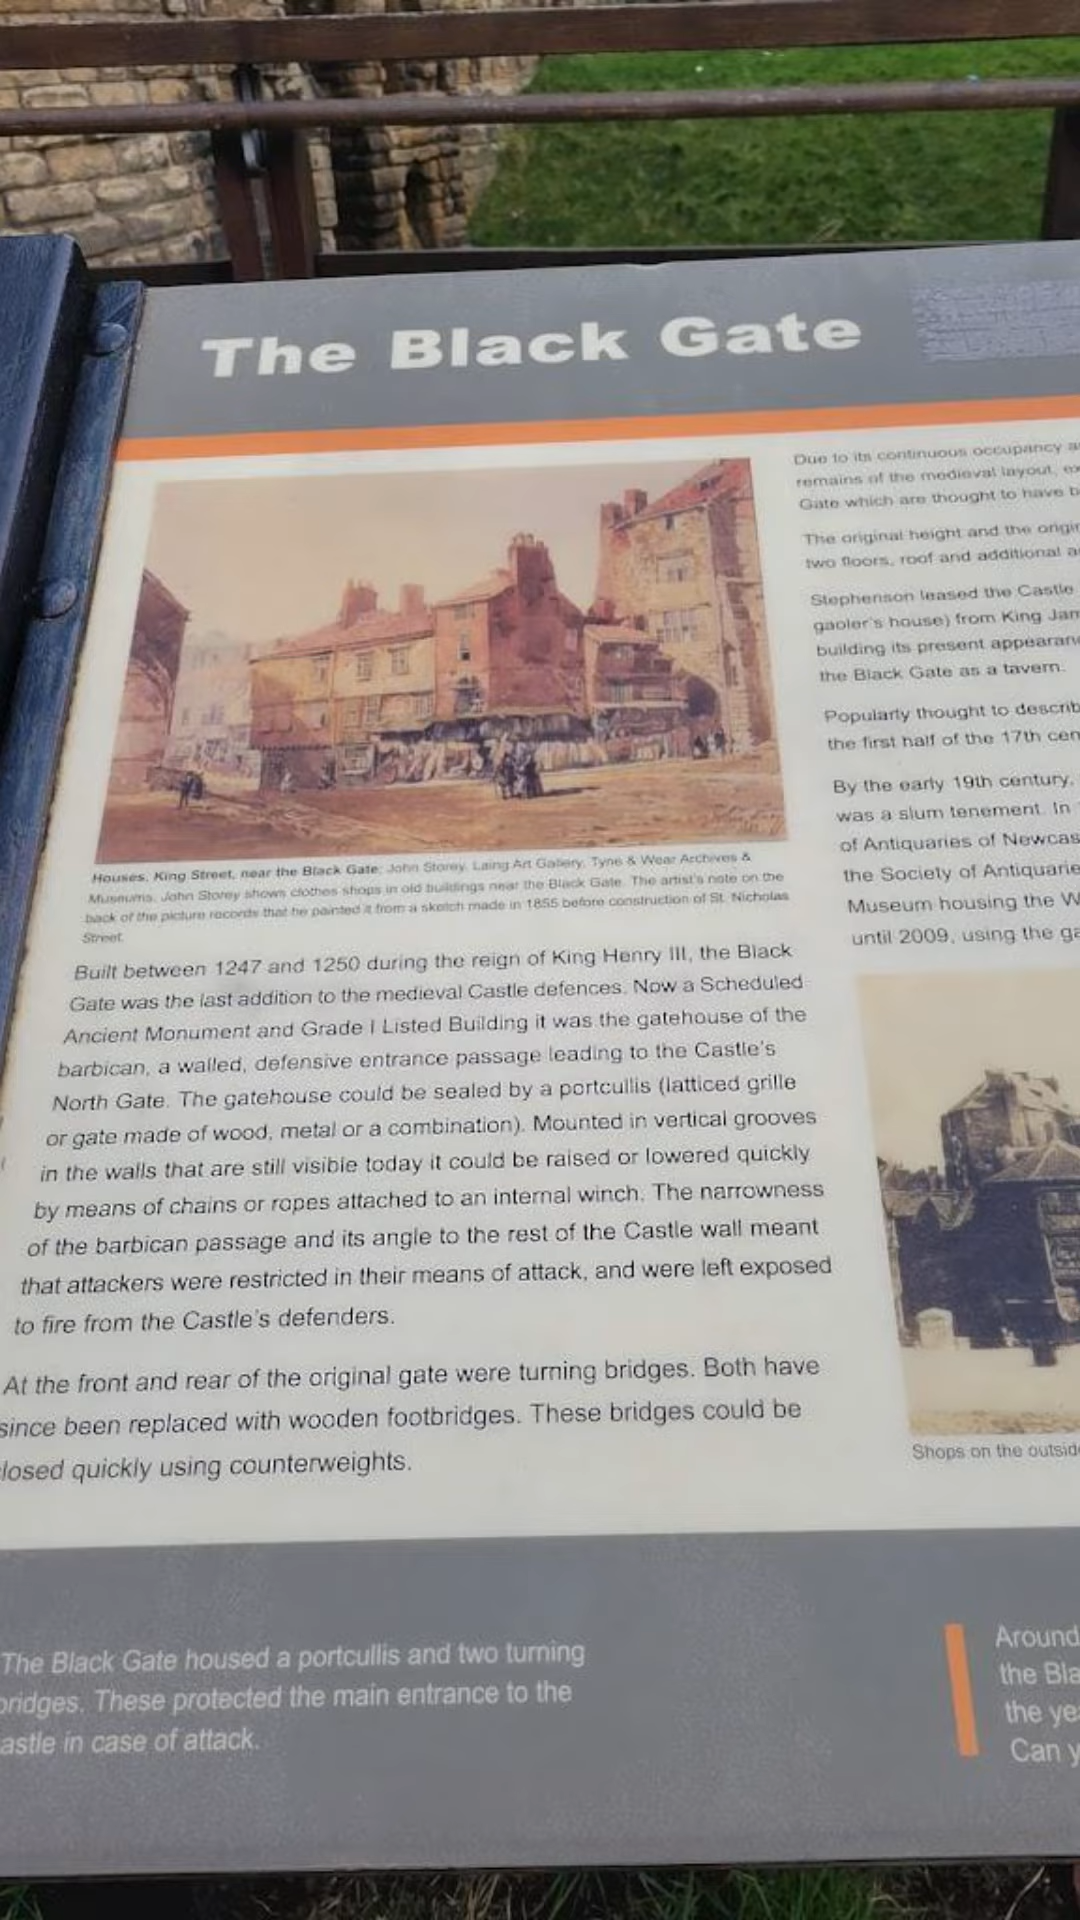 The Black Gate
Houses, King Street, near the Black Gate; John Storey, Laing Art Gallery, Tyne & Wear Archives &
Museums. John Storey shows clothes shops in old buildings near the Black Gate. The artist's note on the
back of the picture records that he painted it from a sketch made in 1855 before construction of St. Nicholas
Street.
Built between 1247 and 1250 during the reign of King Henry III, the Black
Gate was the last addition to the medieval Castle defences. Now a Scheduled
Ancient Monument and Grade I Listed Building it was the gatehouse of the
barbican, a walled, defensive entrance passage leading to the Castle's
North Gate. The gatehouse could be sealed by a portcullis (latticed grille
or gate made of wood, metal or a combination). Mounted in vertical grooves
in the walls that are still visible today it could be raised or lowered quickly
by means of chains or ropes attached to an internal winch. The narrowness
of the barbican passage and its angle to the rest of the Castle wall meant
that attackers were restricted in their means of attack, and were left exposed
to fire from the Castle's defenders.
At the front and rear of the original gate were turning bridges. Both have
since been replaced with wooden footbridges. These bridges could be
losed quickly using counterweights.
Due to its continuous occupancy a
remains of the medieval layout, ex
Gate which are thought to have b
The original height and the origin
two floors, roof and additional a
Stephenson leased the Castle
gaoler's house) from King Jam
building its present appearan
the Black Gate as a tavern.
Popularly thought to describ
the first half of the 17th cen
By the early 19th century,
was a slum tenement. In
of Antiquaries of Newcas
the Society of Antiquarie
Museum housing the W
until 2009, using the ga
Shops on the outside
The Black Gate housed a portcullis and two turning
bridges. These protected the main entrance to the
astle in case of attack.
Around
the Bla
the yea
Can y